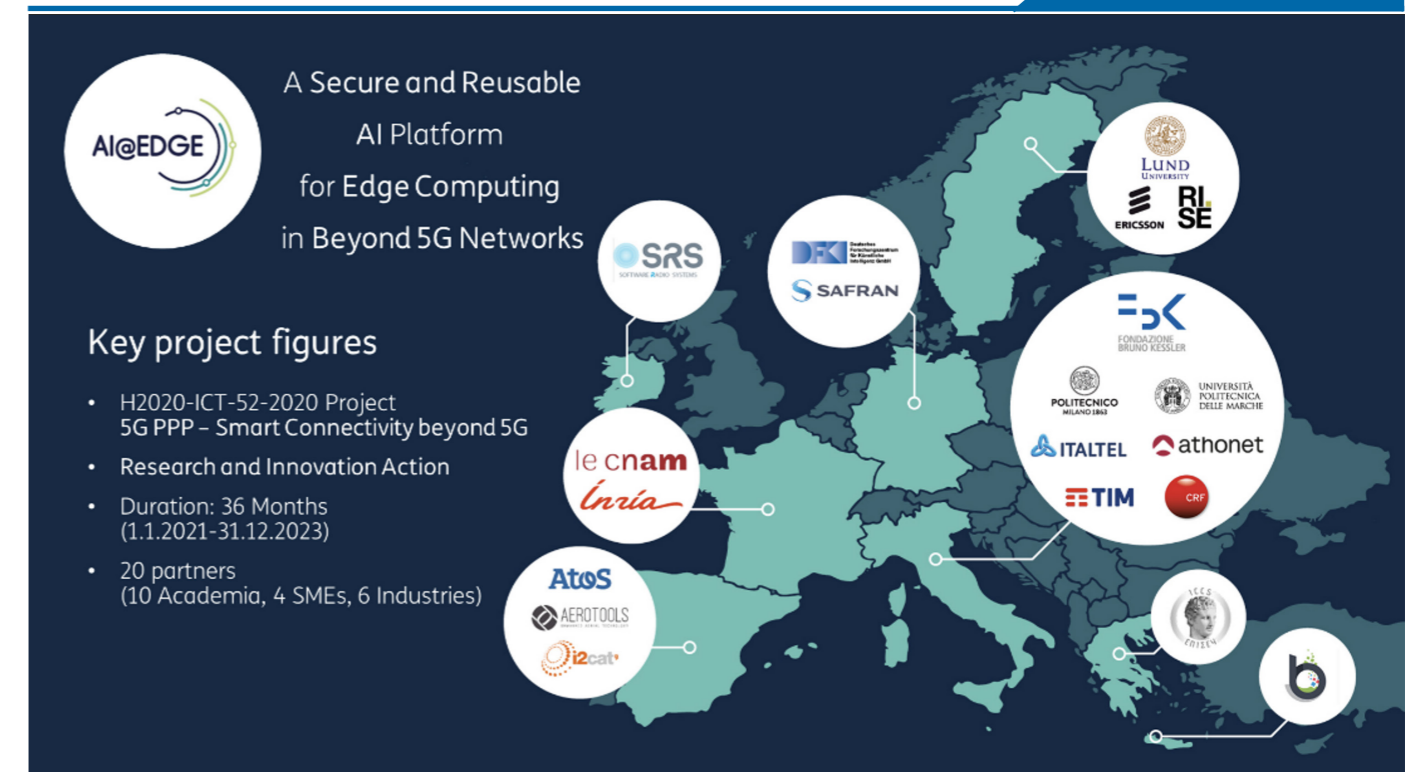 AI@EDGE
A Secure and Reusable
AI Platform
for Edge Computing
in Beyond 5G Networks
Key project figures
• H2020-ICT-52-2020 Project
5G PPP – Smart Connectivity beyond 5G
• Research and Innovation Action
• Duration: 36 Months
(1.1.2021-31.12.2023)
• 20 partners
(10 Academia, 4 SMEs, 6 Industries)
SRS
SOFTWARE RADIO SYSTEMS
DFKI
Deutsches
Forschungszentrum
für Künstliche
Intelligenz GmbH
SAFRAN
LUND
UNIVERSITY
ERICSSON
RI.
SE
FBK
FONDAZIONE
BRUNO KESSLER
POLITECNICO
MILANO 1863
UNIVERSITÀ
POLITECNICA
DELLE MARCHE
ITALTEL
athonet
TIM
CRF
le cnam
Inria
Atos
AEROTOOLS
i2cat
ICCS
b